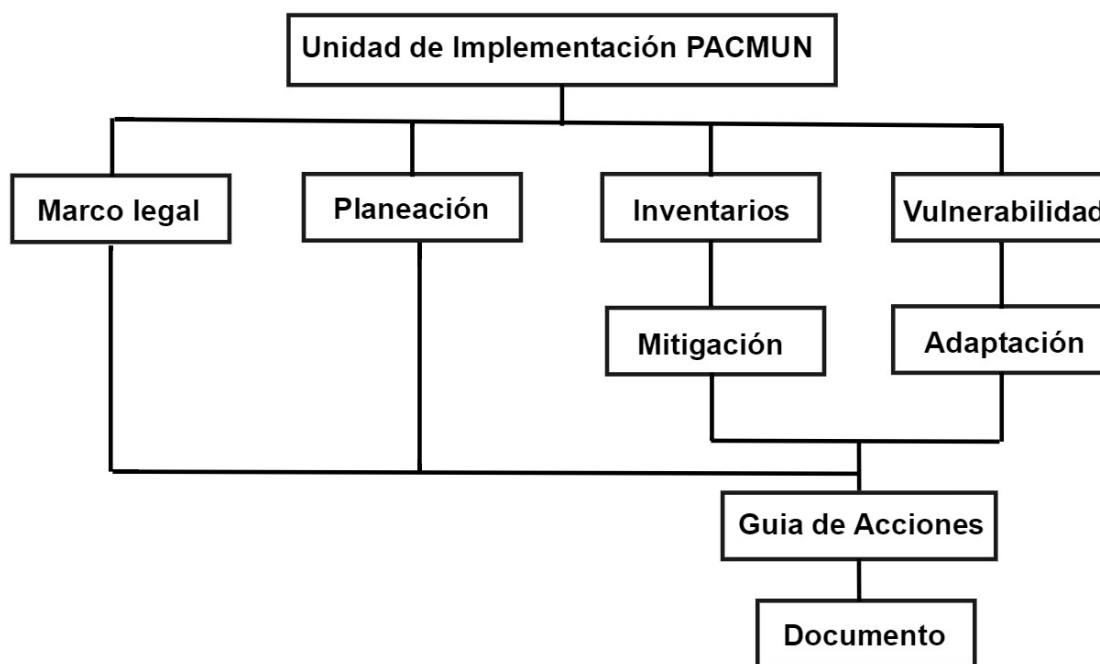 Unidad de Implementación PACMUN
Marco legal
Planeación
Inventarios
Vulnerabilidad
Mitigación
Adaptación
Guia de Acciones
Documento